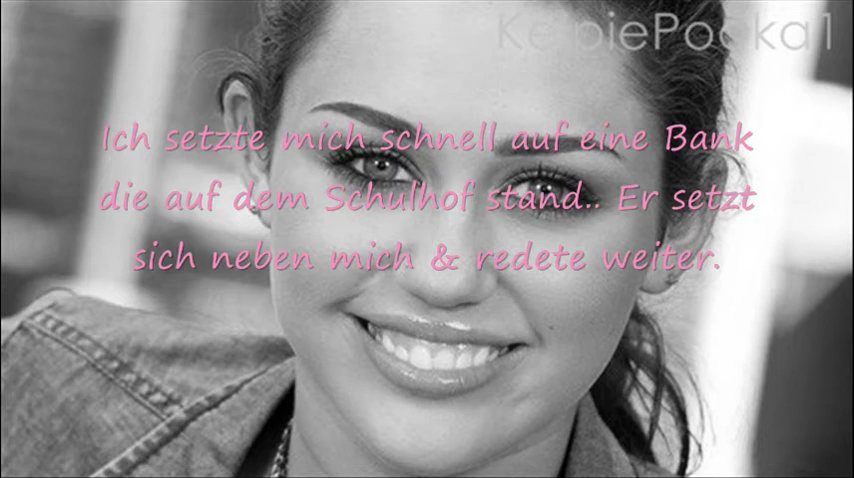 KelpiePooka1
Ich setzte mich schnell auf eine Bank
die auf dem Schulhof stand.. Er setzt
sich neben mich & redete weiter.